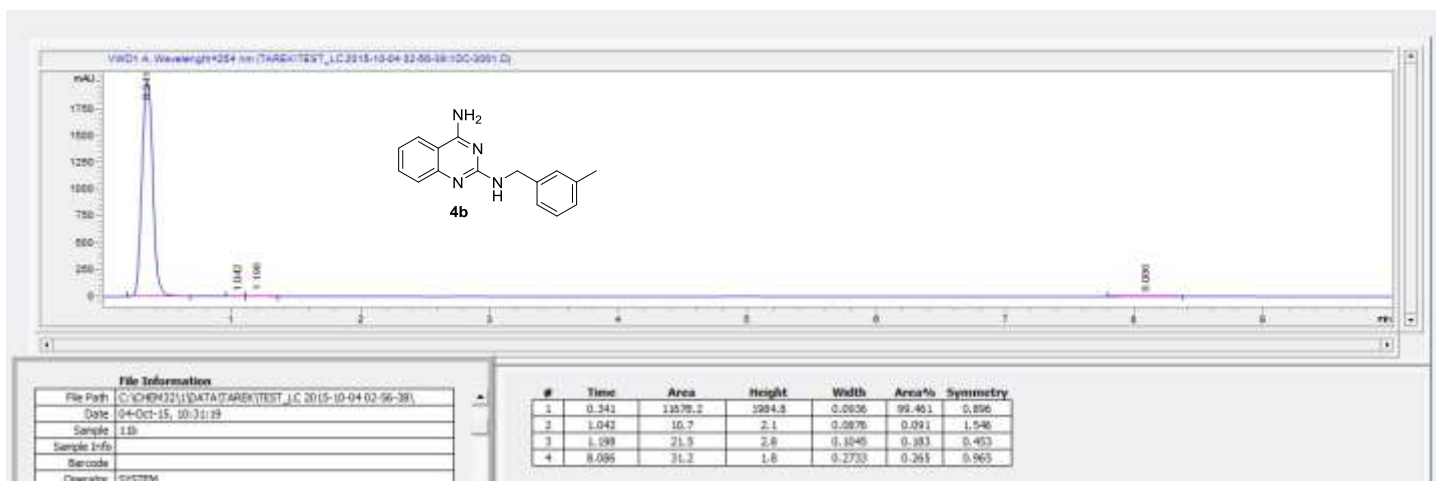 VWD1 A, Wavelength=254 nm (TAREK\TEST_LC 2015-10-04 02-56-38\1DC-3001.D)
mAU
0.341
1750
1500
1250
1000
750
500
250
0
NH₂
N
N
N
H
4b
1.042
1.198
8.086
1
2
3
4
5
6
7
8
9
min
File Information
File Path C:\CHEM32\1\DATA\TAREK\TEST_LC 2015-10-04 02-56-38\
Date 04-Oct-15, 10:31:19
Sample 11b
Sample Info
Barcode
Operator SYSTEM
# Time Area Height Width Area% Symmetry
1 0.341 11678.2 1984.8 0.0936 99.461 0.896
2 1.042 10.7 2.1 0.0876 0.091 1.546
3 1.198 21.5 2.8 0.1045 0.183 0.453
4 8.086 31.2 1.8 0.2733 0.265 0.965